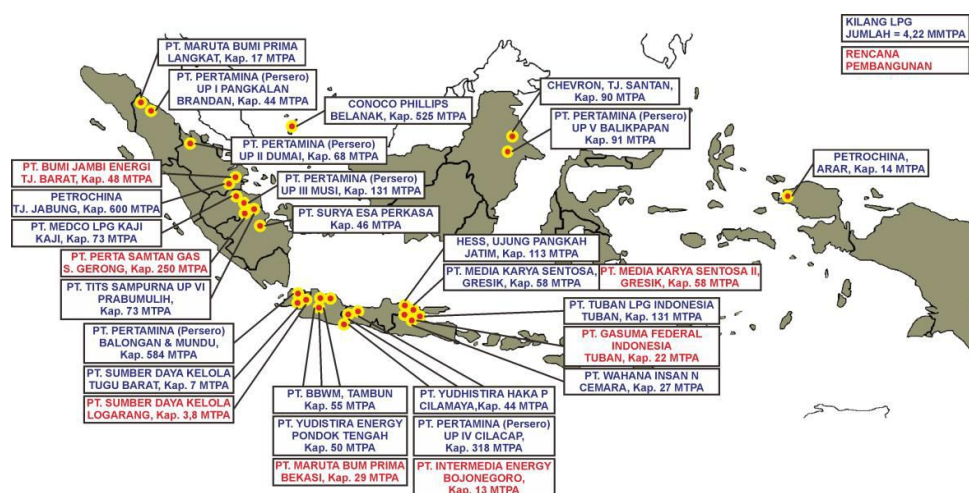 KILANG LPG
JUMLAH = 4,22 MMTPA
RENCANA
PEMBANGUNAN
PT. MARUTA BUMI PRIMA
LANGKAT, Kap. 17 MTPA
PT. PERTAMINA (Persero)
UP I PANGKALAN
BRANDAN, Kap. 44 MTPA
CONOCO PHILLIPS
BELANAK, Kap. 525 MTPA
CHEVRON, TJ. SANTAN,
Kap. 90 MTPA
PT. PERTAMINA (Persero)
UP V BALIKPAPAN
Kap. 91 MTPA
PT. PERTAMINA (Persero)
UP II DUMAI, Kap. 68 MTPA
PETROCHINA,
ARAR, Kap. 14 MTPA
PT. BUMI JAMBI ENERGI
TJ. BARAT, Kap. 48 MTPA
PT. PERTAMINA (Persero)
UP III MUSI, Kap. 131 MTPA
PETROCHINA
TJ. JABUNG, Kap. 600 MTPA
PT. SURYA ESA PERKASA
Kap. 46 MTPA
PT. MEDCO LPG KAJI
KAJI, Kap. 73 MTPA
HESS, UJUNG PANGKAH
JATIM, Kap. 113 MTPA
PT. PERTA SAMTAN GAS
S. GERONG, Kap. 250 MTPA
PT. MEDIA KARYA SENTOSA,
GRESIK, Kap. 58 MTPA
PT. MEDIA KARYA SENTOSA II,
GRESIK, Kap. 58 MTPA
PT. TITS SAMPURNA UP VI
PRABUMULIH,
Kap. 73 MTPA
PT. TUBAN LPG INDONESIA
TUBAN, Kap. 131 MTPA
PT. PERTAMINA (Persero)
BALONGAN & MUNDU,
Kap. 584 MTPA
PT. GASUMA FEDERAL
INDONESIA
TUBAN, Kap. 22 MTPA
PT. SUMBER DAYA KELOLA
TUGU BARAT, Kap. 7 MTPA
PT. WAHANA INSAN N
CEMARA, Kap. 27 MTPA
PT. SUMBER DAYA KELOLA
LOGARANG, Kap. 3,8 MTPA
PT. BBWM, TAMBUN
Kap. 55 MTPA
PT. YUDHISTIRA HAKA P
CILAMAYA,Kap. 44 MTPA
PT. YUDISTIRA ENERGY
PONDOK TENGAH
Kap. 50 MTPA
PT. PERTAMINA (Persero)
UP IV CILACAP,
Kap. 318 MTPA
PT. MARUTA BUM PRIMA
BEKASI, Kap. 29 MTPA
PT. INTERMEDIA ENERGY
BOJONEGORO,
Kap. 13 MTPA